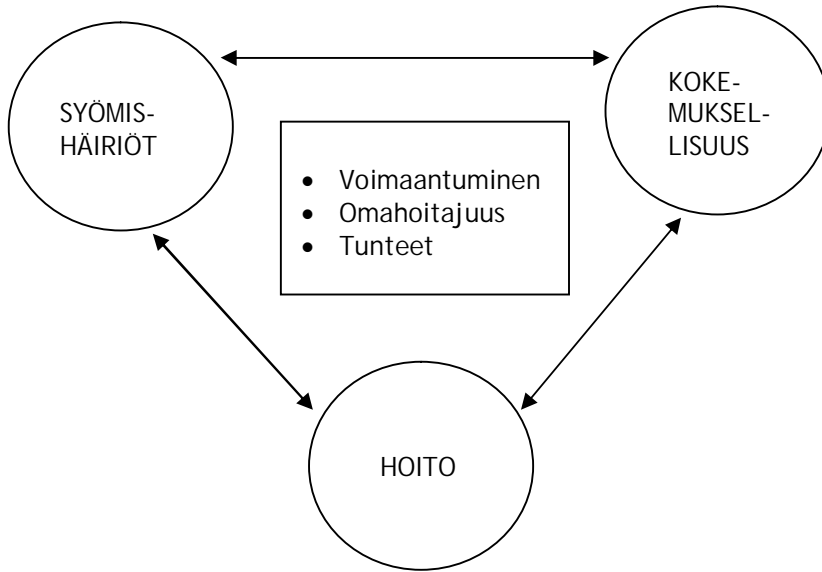 SYÖMIS-
HÄIRIÖT
KOKE-
MUKSEL-
LISUUS
• Voimaantuminen
• Omahoitajuus
• Tunteet
HOITO